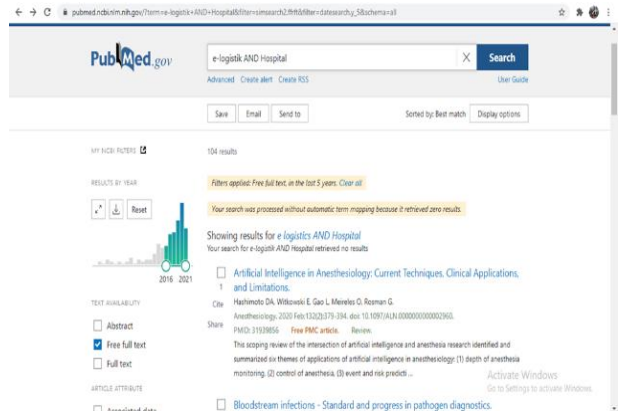 pubmed.ncbi.nlm.nih.gov/?term=e-logistik+AND+Hospital&filter=simsearch2.ffrft&filter=datesearch.y_5&schema=all
PubMed.gov
e-logistik AND Hospital
Search
Advanced Create alert Create RSS
User Guide
Save
Email
Send to
Sorted by: Best match
Display options
MY NCBI FILTERS
104 results
RESULTS BY YEAR
Filters applied: Free full text, in the last 5 years. Clear all
Reset
Your search was processed without automatic term mapping because it retrieved zero results.
Showing results for e logistics AND Hospital
Your search for e-logistik AND Hospital retrieved no results
2016 2021
Artificial Intelligence in Anesthesiology: Current Techniques, Clinical Applications,
1 and Limitations.
TEXT AVAILABILITY
Cite Hashimoto DA, Witkowski E, Gao L, Meireles O, Rosman G.
Abstract
Anesthesiology. 2020 Feb;132(2):379-394. doi: 10.1097/ALN.0000000000002960.
Share PMID: 31939856 Free PMC article. Review.
Free full text
This scoping review of the intersection of artificial intelligence and anesthesia research identified and
Full text
summarized six themes of applications of artificial intelligence in anesthesiology: (1) depth of anesthesia
monitoring, (2) control of anesthesia, (3) event and risk predicti ...
ARTICLE ATTRIBUTE
Activate Windows
Go to Settings to activate Windows.
Associated data
Bloodstream infections - Standard and progress in pathogen diagnostics.